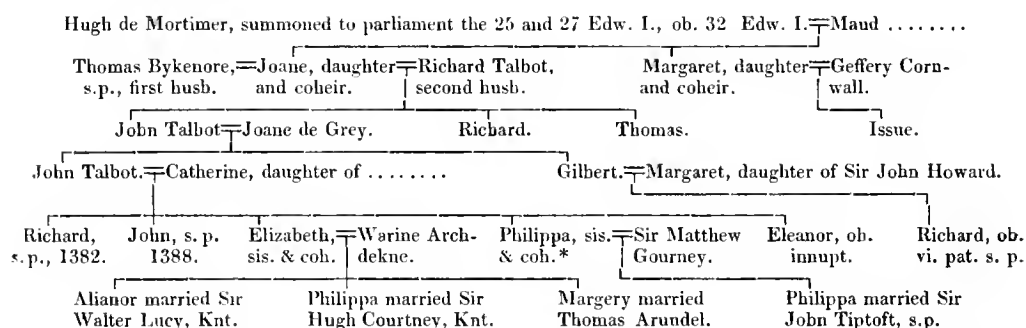 Hugh de Mortimer, summoned to parliament the 25 and 27 Edw. I., ob. 32 Edw. I.=Maud ........
Thomas Bykenore,=Joane, daughter=Richard Talbot, Margaret, daughter=Geffery Corn-
s.p., first husb. and coheir. second husb. and coheir. wall.
John Talbot=Joane de Grey. Richard. Thomas. Issue.
John Talbot.=Catherine, daughter of ........ Gilbert.=Margaret, daughter of Sir John Howard.
Richard, John, s. p. Elizabeth,=Warine Arch- Philippa, sis.=Sir Matthew Eleanor, ob. Richard, ob.
s.p., 1382. 1388. sis. & coh. dekne. & coh.* Gourney. innupt. vi. pat. s. p.
Alianor married Sir Philippa married Sir Margery married Philippa married Sir
Walter Lucy, Knt. Hugh Courtney, Knt. Thomas Arundel. John Tiptoft, s.p.